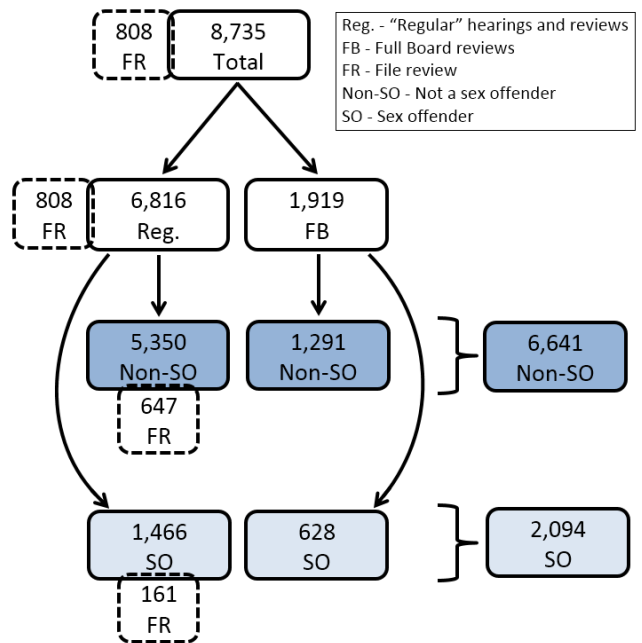 808
FR
8,735
Total
Reg. - “Regular” hearings and reviews
FB - Full Board reviews
FR - File review
Non-SO - Not a sex offender
SO - Sex offender
808
FR
6,816
Reg.
1,919
FB
5,350
Non-SO
647
FR
1,291
Non-SO
6,641
Non-SO
1,466
SO
161
FR
628
SO
2,094
SO